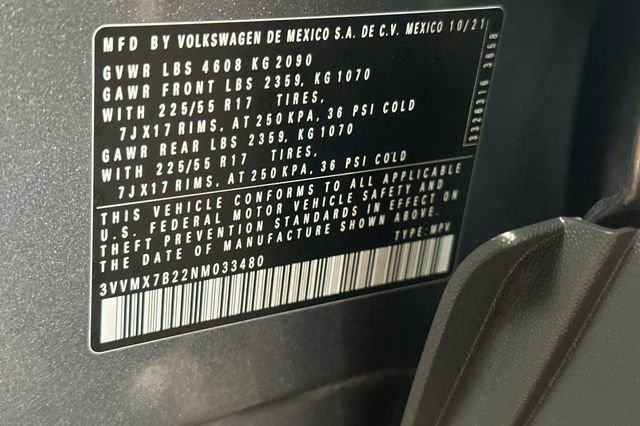 MFD BY VOLKSWAGEN DE MEXICO S.A. DE C.V. MEXICO 10/21
GVWR LBS 4608 KG 2090
GAWR FRONT LBS 2359, KG 1070
WITH 225/55 R17 TIRES,
7JX17 RIMS, AT 250 KPA, 36 PSI COLD
GAWR REAR LBS 2359, KG 1070
WITH 225/55 R17 TIRES,
7JX17 RIMS, AT 250 KPA, 36 PSI COLD
THIS VEHICLE CONFORMS TO ALL APPLICABLE
U.S. FEDERAL MOTOR VEHICLE SAFETY AND
THEFT PREVENTION STANDARDS IN EFFECT ON
THE DATE OF MANUFACTURE SHOWN ABOVE.
3VVMX7B22NM033480 TYPE: MPV
3326316 3658